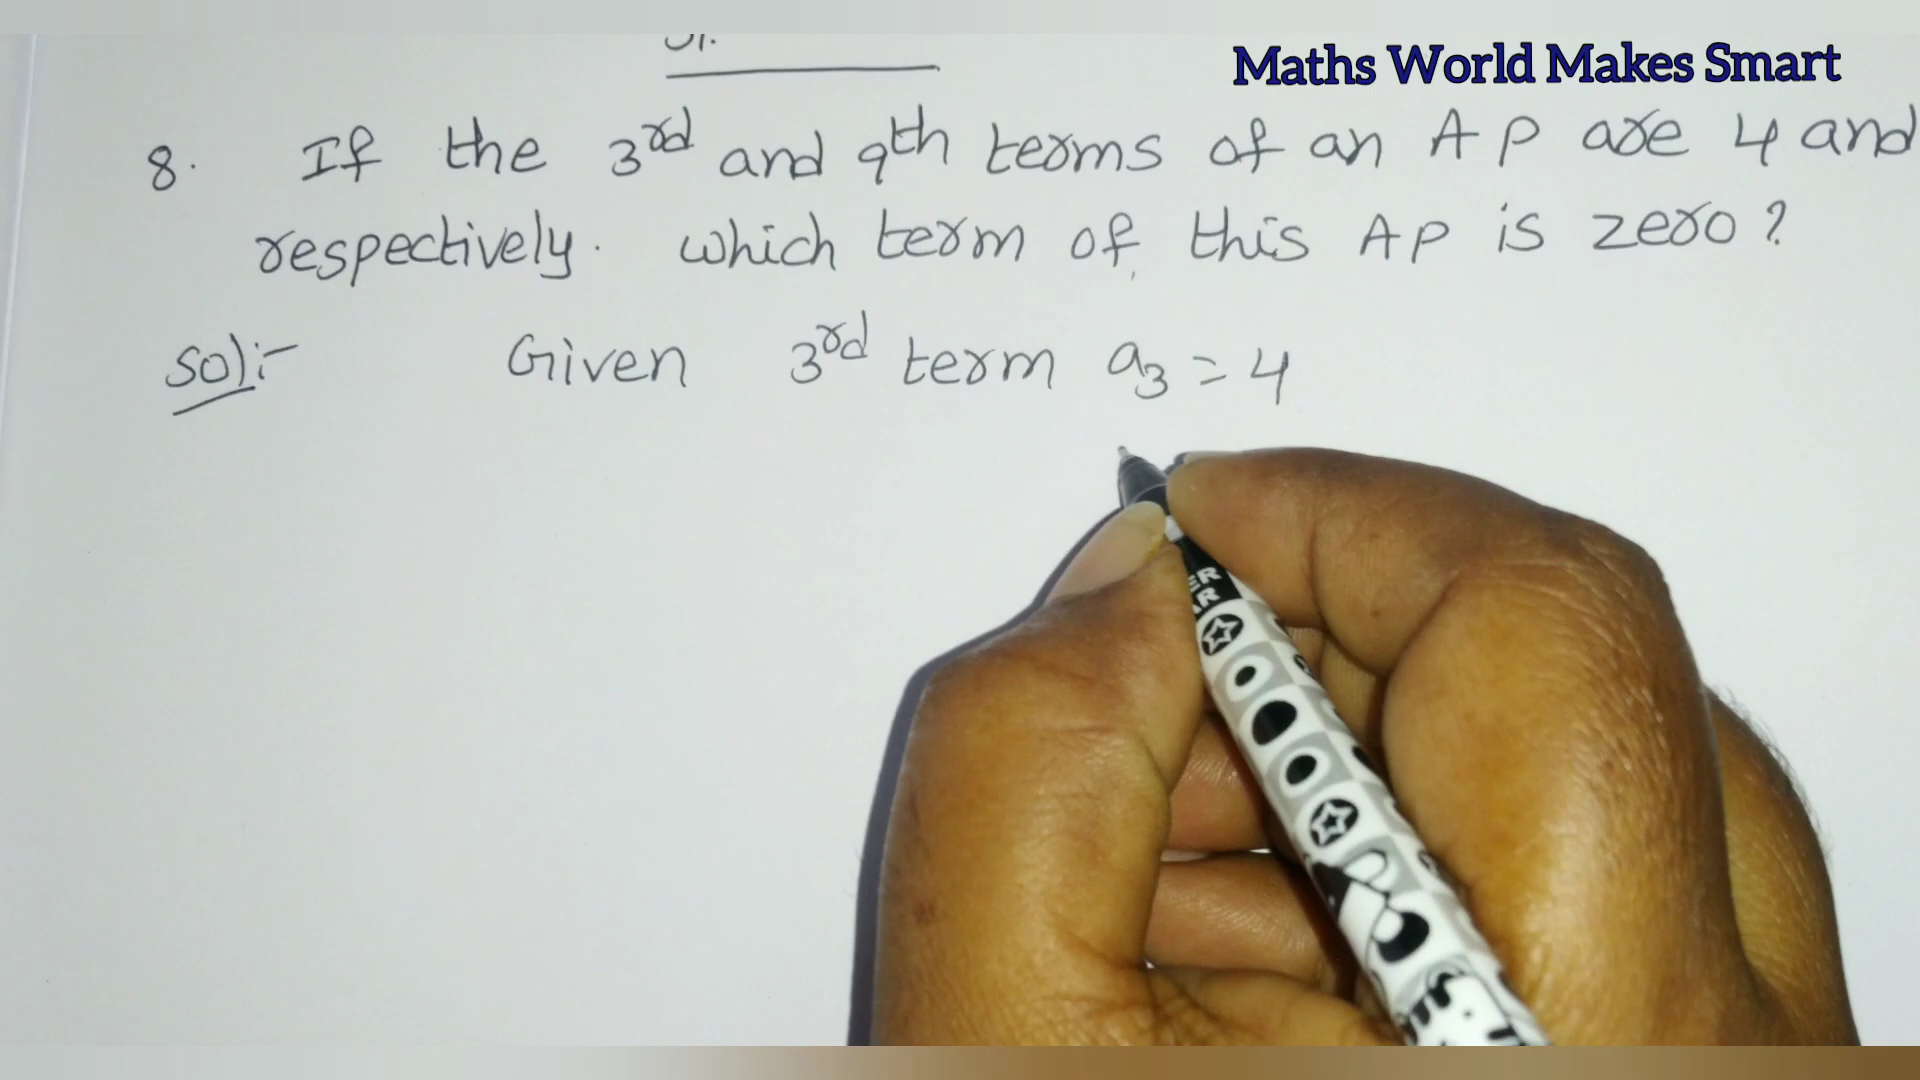 Maths World Makes Smart
8. If the 3rd and 9th terms of an AP are 4 and
respectively. which term of this AP is zero?
Sol:- Given 3rd term a3 = 4